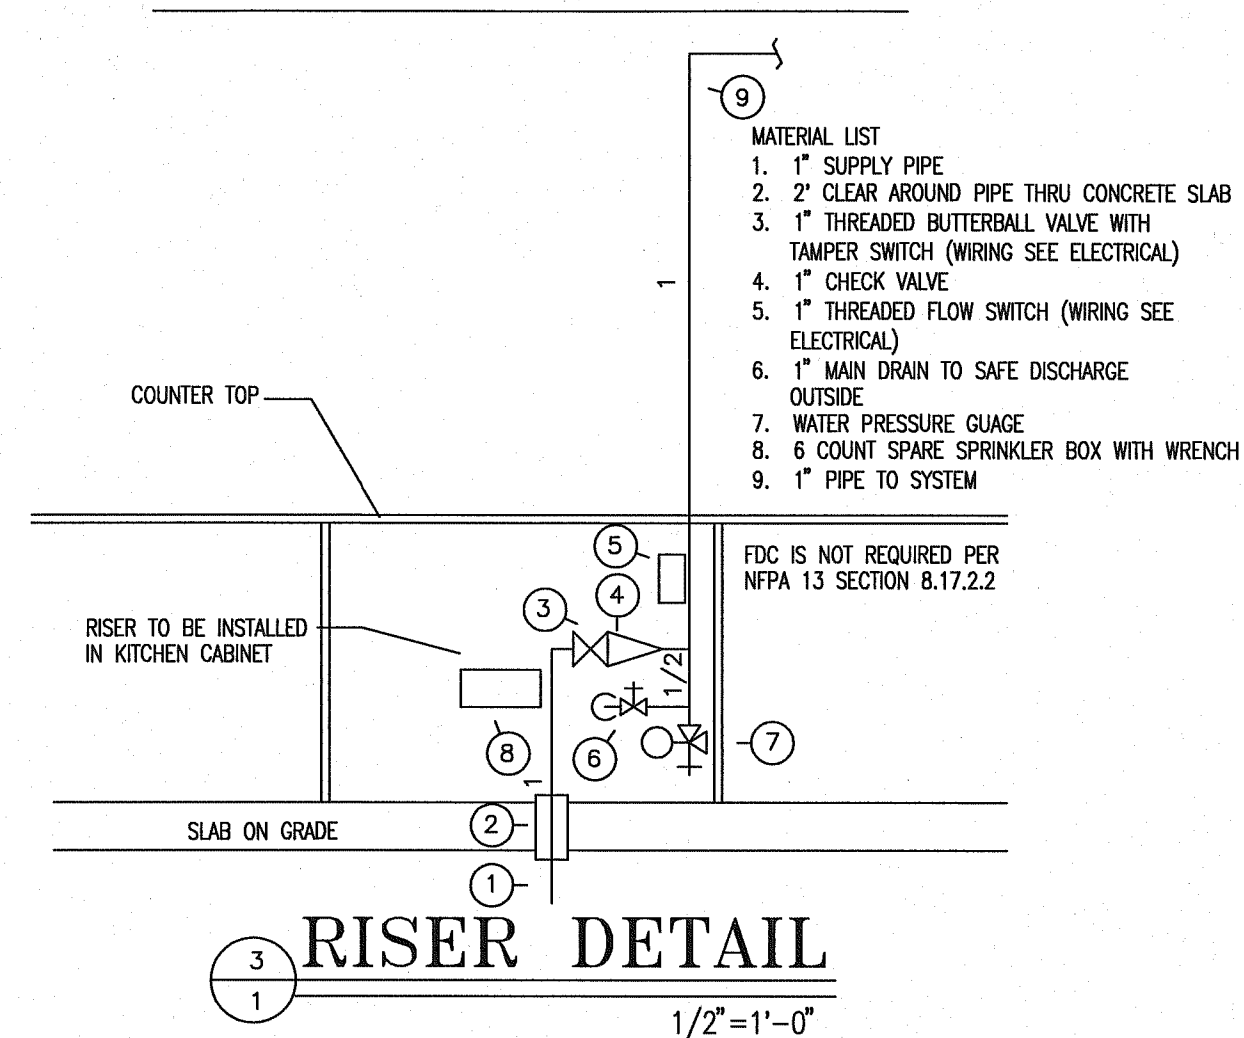 9
MATERIAL LIST
1. 1" SUPPLY PIPE
2. 2' CLEAR AROUND PIPE THRU CONCRETE SLAB
3. 1" THREADED BUTTERBALL VALVE WITH
TAMPER SWITCH (WIRING SEE ELECTRICAL)
4. 1" CHECK VALVE
5. 1" THREADED FLOW SWITCH (WIRING SEE
ELECTRICAL)
6. 1" MAIN DRAIN TO SAFE DISCHARGE
OUTSIDE
7. WATER PRESSURE GUAGE
8. 6 COUNT SPARE SPRINKLER BOX WITH WRENCH
9. 1" PIPE TO SYSTEM
1
COUNTER TOP
5
FDC IS NOT REQUIRED PER
NFPA 13 SECTION 8.17.2.2
4
3
RISER TO BE INSTALLED
IN KITCHEN CABINET
1/2
8
6
7
1
SLAB ON GRADE
2
1
RISER DETAIL
3
1
1/2"=1'-0"